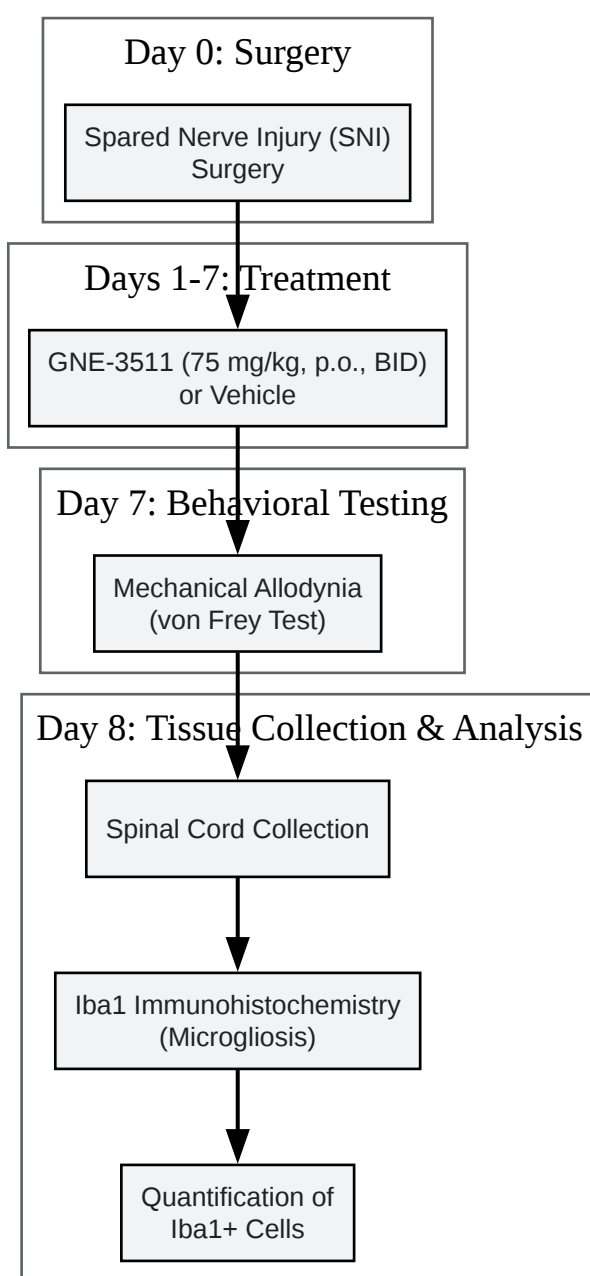 Day 0: Surgery
Spared Nerve Injury (SNI)
Surgery
Days 1-7: Treatment
GNE-3511 (75 mg/kg, p.o., BID)
or Vehicle
Day 7: Behavioral Testing
Mechanical Allodynia
(von Frey Test)
Day 8: Tissue Collection & Analysis
Spinal Cord Collection
Iba1 Immunohistochemistry
(Microgliosis)
Quantification of
Iba1+ Cells